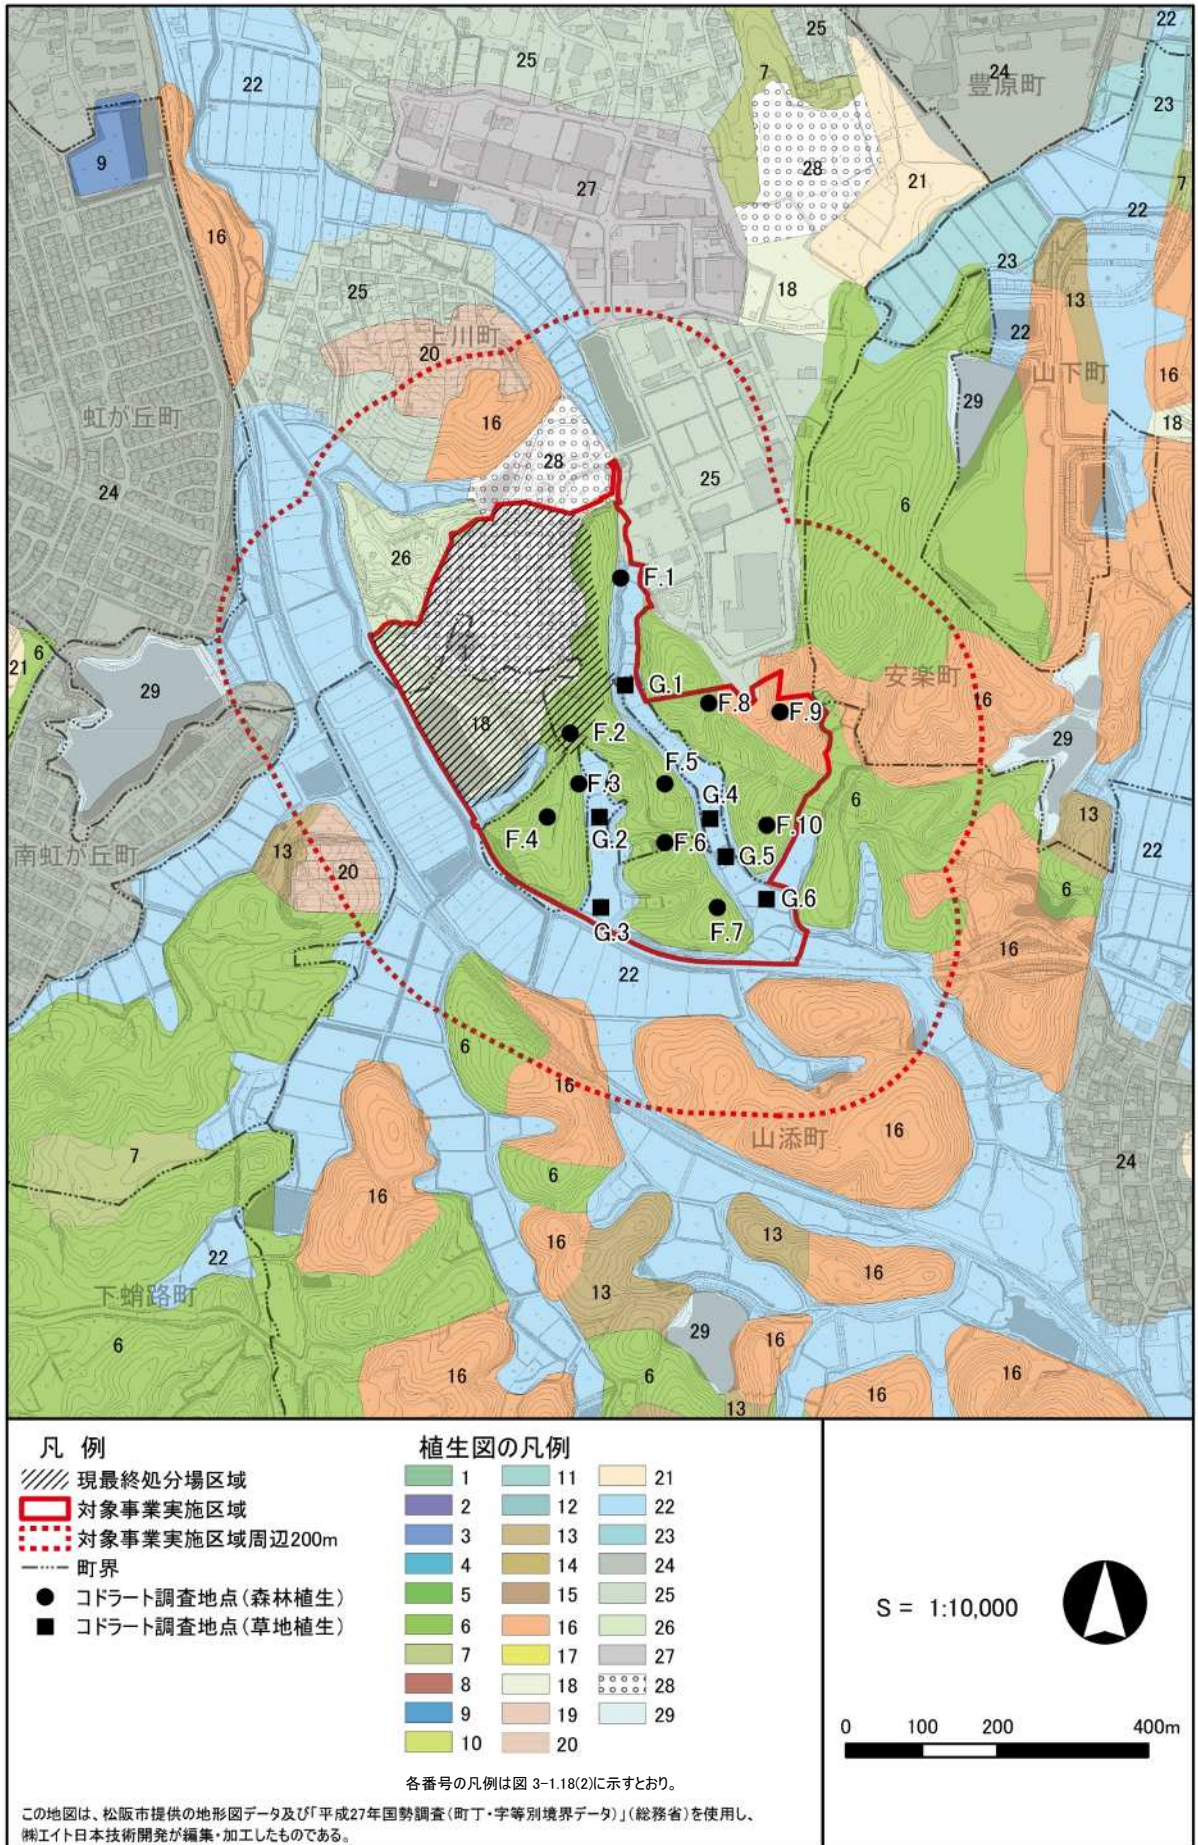 22
25
25
7
24
豊原町
22
23
9
28
27
21
7
22
16
23
18
25
13
22
20
上川町
山下町
16
29
虹が丘町
16
18
28
25
24
6
26
F.1
安楽町
6
21
29
G.1
F.8
F.9
16
18
F.2
29
F.5
F.3
G.4
6
F.4
G.2
F.10
13
F.6
南虹が丘町
13
G.5
22
20
G.6
6
G.3
F.7
16
22
6
16
山添町
16
7
24
6
16
13
16
22
16
下蛸路町
13
29
16
6
6
16
16
16
13
凡 例
現最終処分場区域
対象事業実施区域
対象事業実施区域周辺200m
町界
コドラート調査地点(森林植生)
コドラート調査地点(草地植生)
植生図の凡例
1 11 21
2 12 22
3 13 23
4 14 24
5 15 25
6 16 26
7 17 27
8 18 28
9 19 29
10 20
各番号の凡例は図 3-1.18(2)に示すとおり。
S = 1:10,000
0 100 200 400m
この地図は、松阪市提供の地形図データ及び「平成27年国勢調査(町丁・字等別境界データ)」(総務省)を使用し、
㈱エイト日本技術開発が編集・加工したものである。